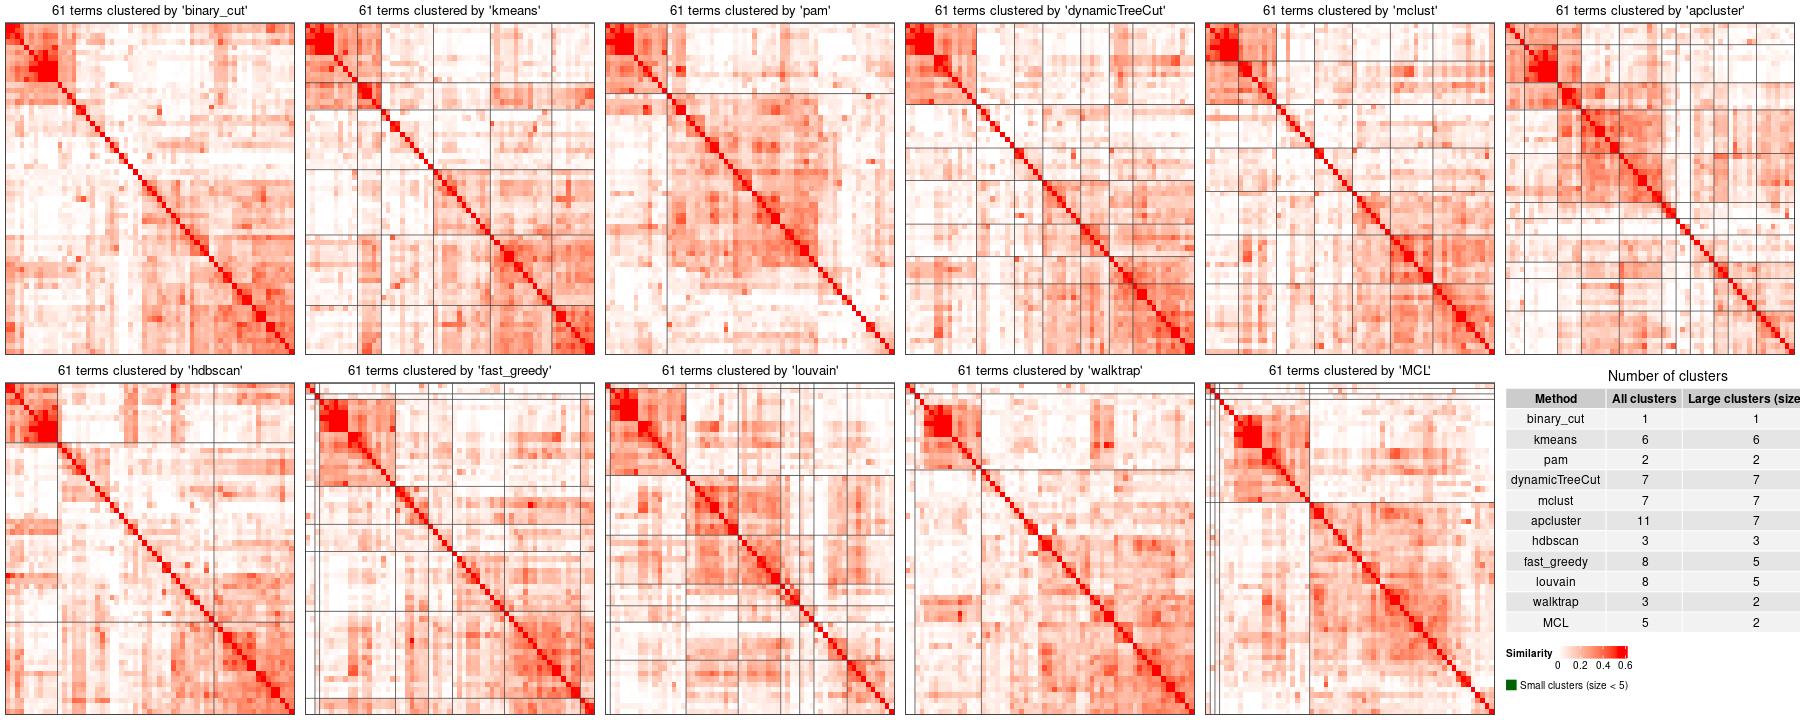 61 terms clustered by 'binary_cut'
61 terms clustered by 'kmeans'
61 terms clustered by 'pam'
61 terms clustered by 'dynamicTreeCut'
61 terms clustered by 'mclust'
61 terms clustered by 'apcluster'
61 terms clustered by 'hdbscan'
61 terms clustered by 'fast_greedy'
61 terms clustered by 'louvain'
61 terms clustered by 'walktrap'
61 terms clustered by 'MCL'
Number of clusters
Method All clusters Large clusters (size
binary_cut 1 1
kmeans 6 6
pam 2 2
dynamicTreeCut 7 7
mclust 7 7
apcluster 11 7
hdbscan 3 3
fast_greedy 8 5
louvain 8 5
walktrap 3 2
MCL 5 2
Similarity
0 0.2 0.4 0.6
Small clusters (size < 5)